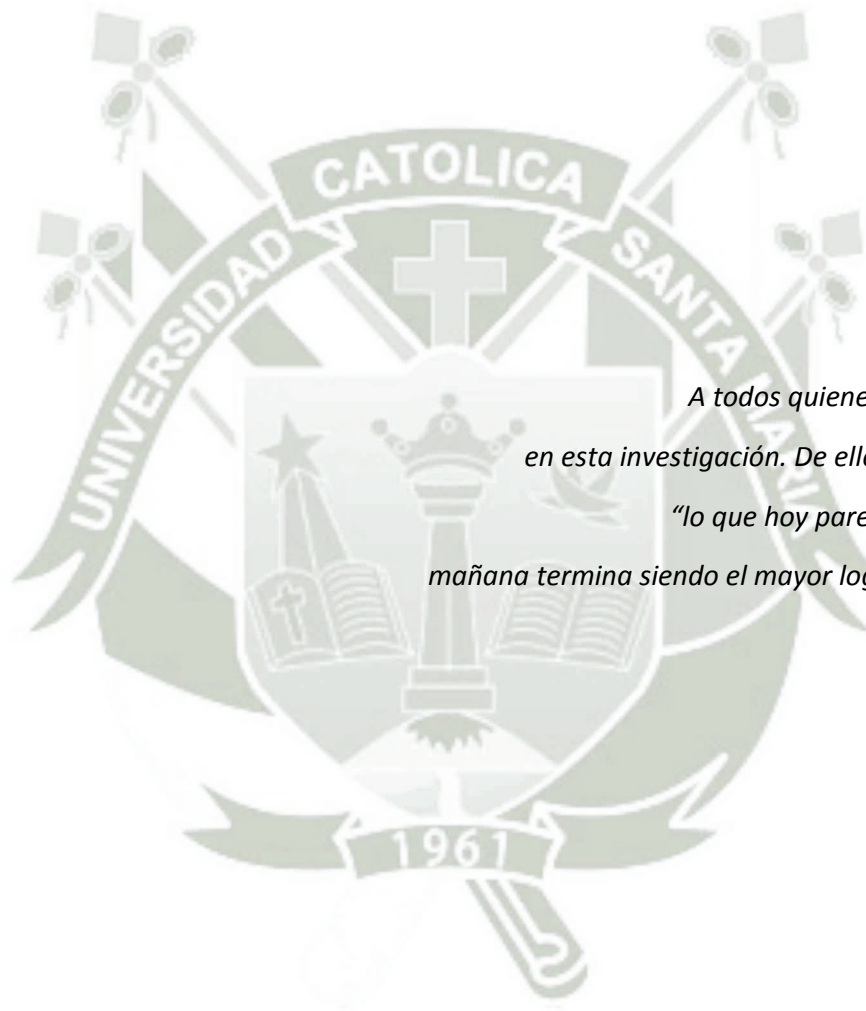 UNIVERSIDAD CATOLICA SANTA MARIA
A todos quiene
en esta investigación. De ell
“lo que hoy pare
mañana termina siendo el mayor log
1961